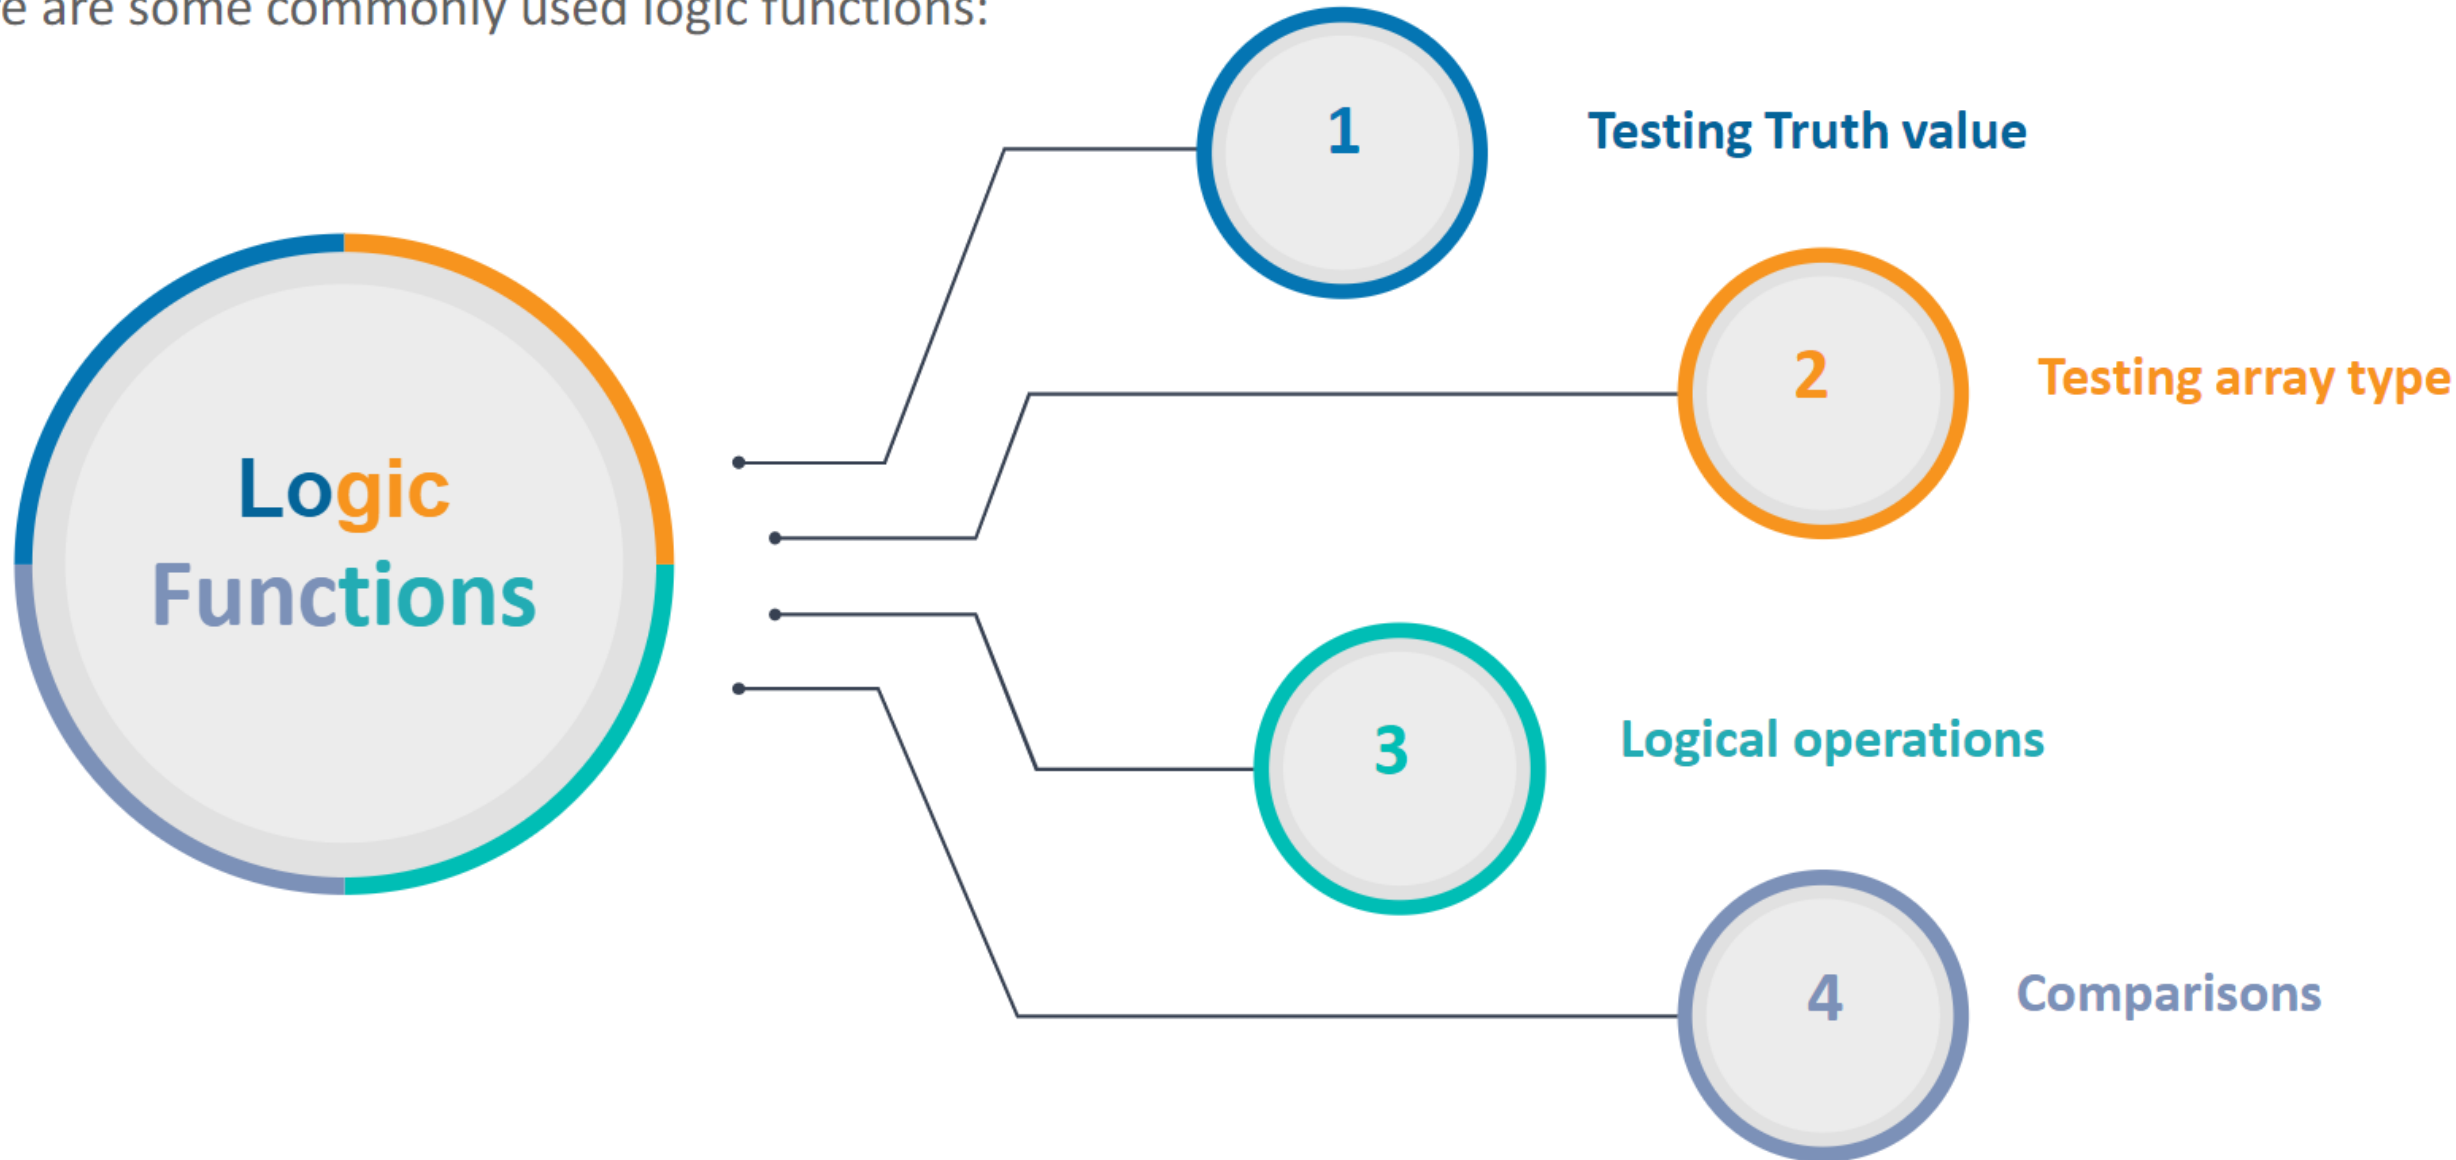 e are some commonly used logic functions:
1
Testing Truth value
2
Testing array type
Logic
Functions
3
Logical operations
4
Comparisons